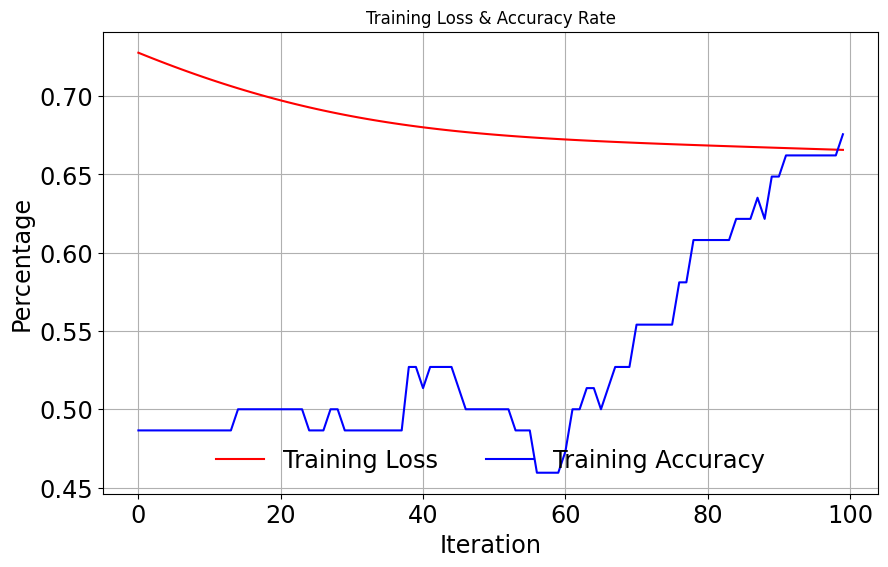 Training Loss & Accuracy Rate
0.70
0.65
0.60
0.55
0.50
0.45
Percentage
Training Loss
Training Accuracy
0 20 40 60 80 100
Iteration